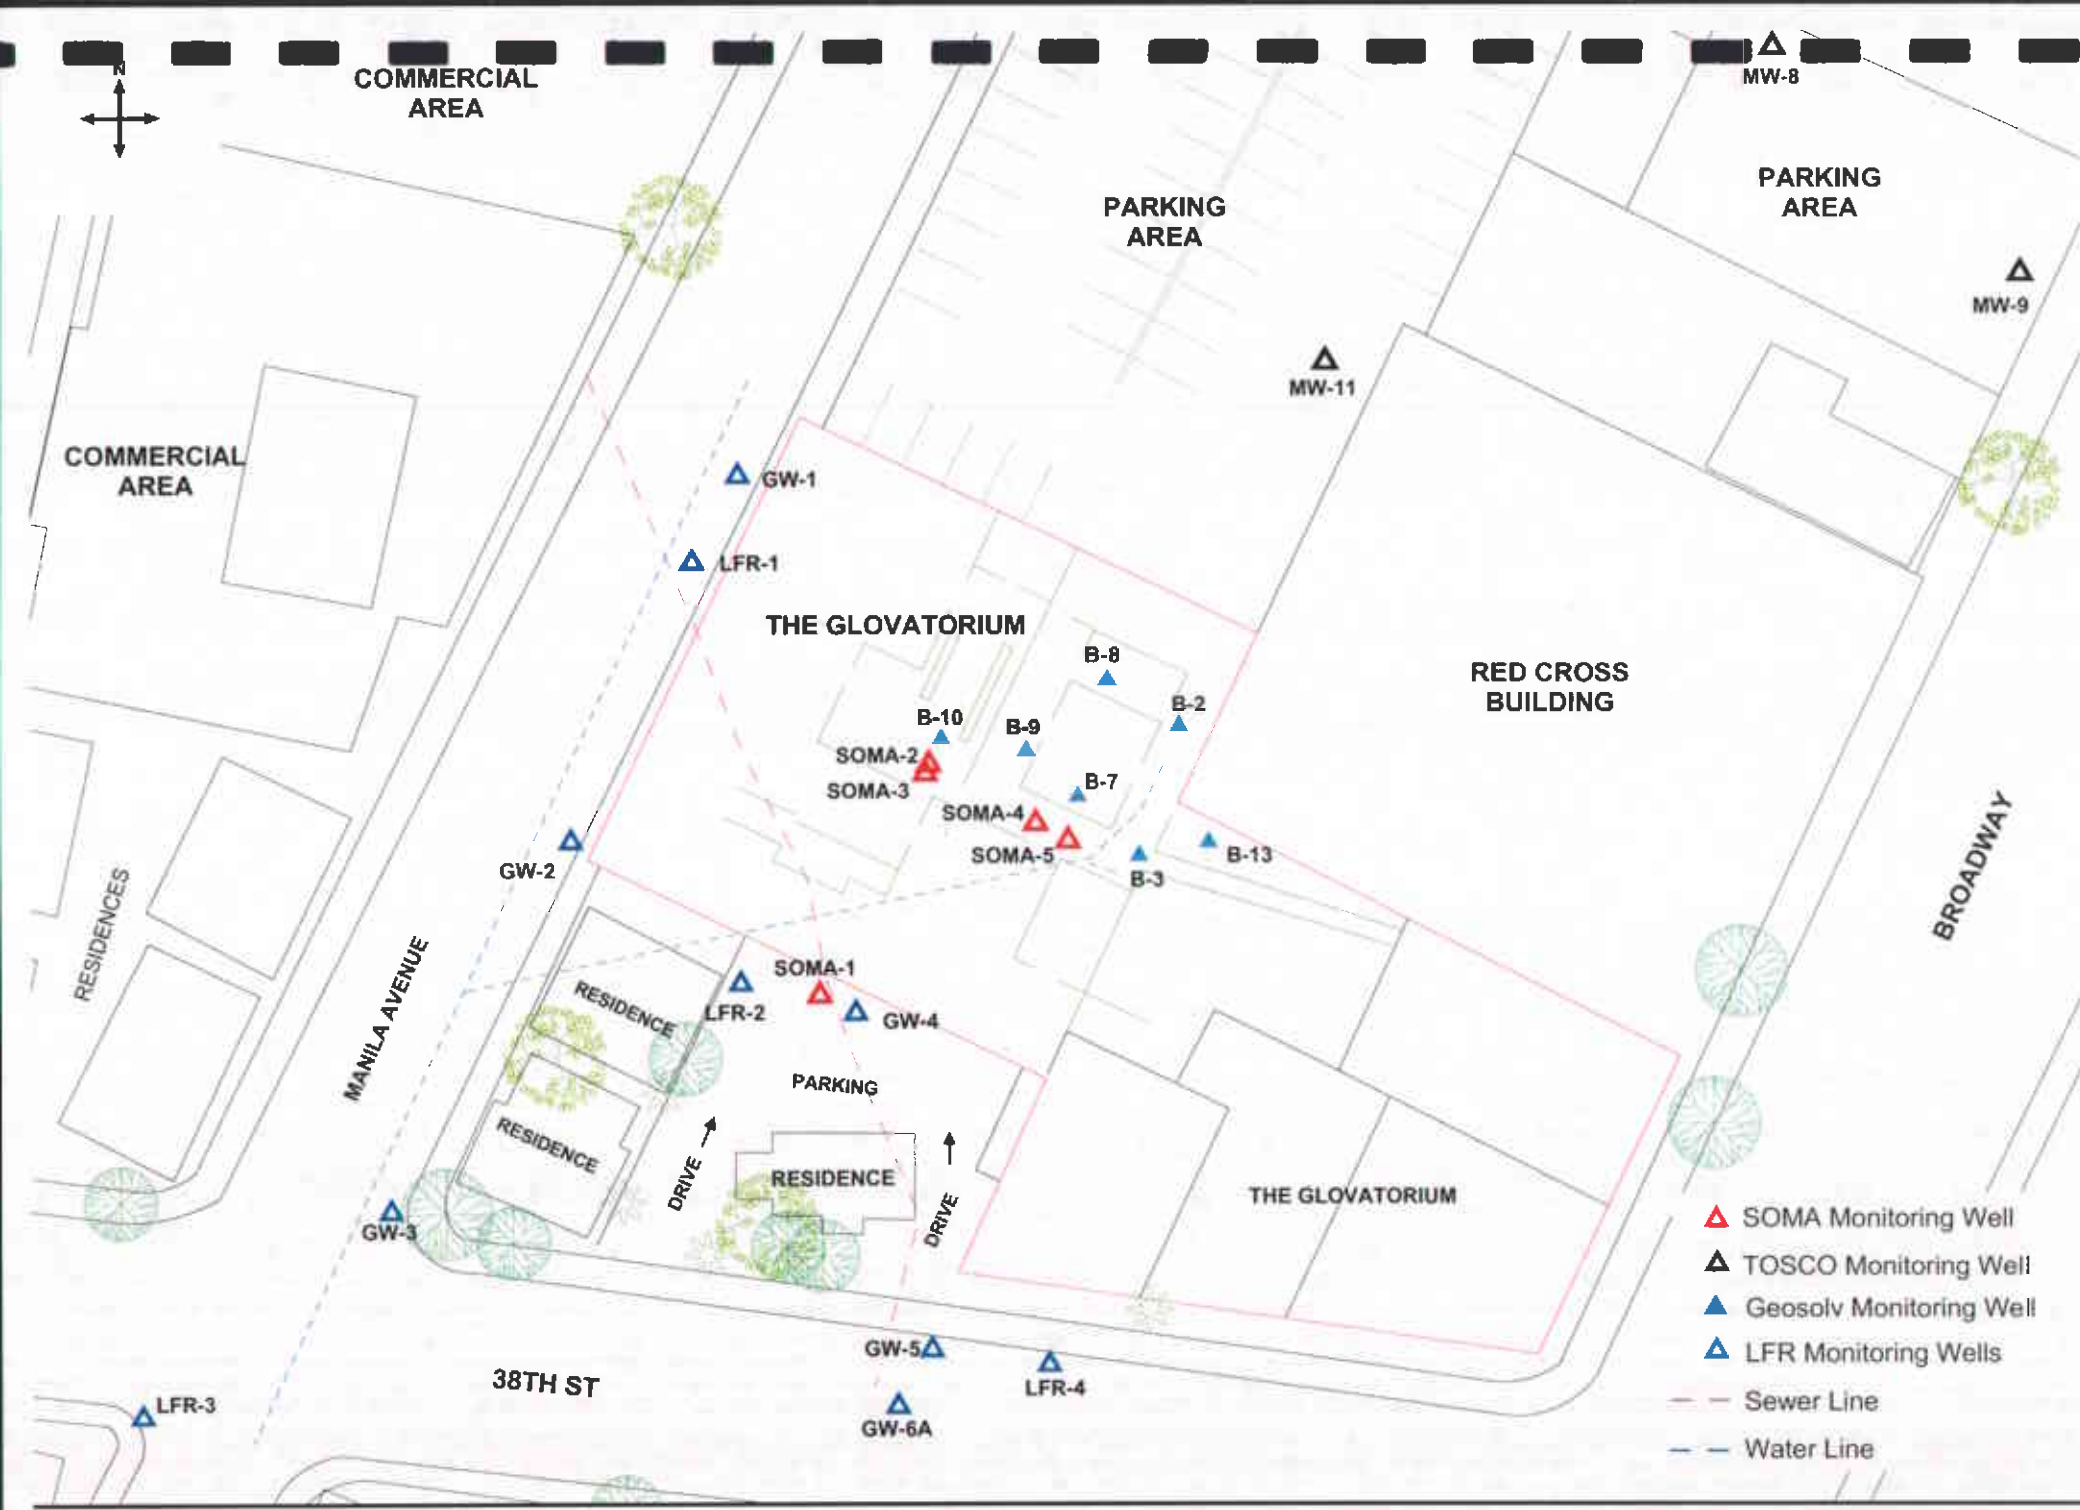 N
COMMERCIAL
AREA
MW-8
PARKING
AREA
PARKING
AREA
MW-9
MW-11
COMMERCIAL
AREA
GW-1
LFR-1
THE GLOVATORIUM
B-8
RED CROSS
BUILDING
B-2
B-10
B-9
SOMA-2
SOMA-3
B-7
SOMA-4
SOMA-5
B-13
B-3
GW-2
BROADWAY
RESIDENCES
MANILA AVENUE
SOMA-1
RESIDENCE
LFR-2
GW-4
PARKING
RESIDENCE
DRIVE
RESIDENCE
DRIVE
THE GLOVATORIUM
GW-3
SOMA Monitoring Well
TOSCO Monitoring Well
Geosolv Monitoring Well
LFR Monitoring Wells
Sewer Line
Water Line
GW-5
LFR-4
38TH ST
LFR-3
GW-6A